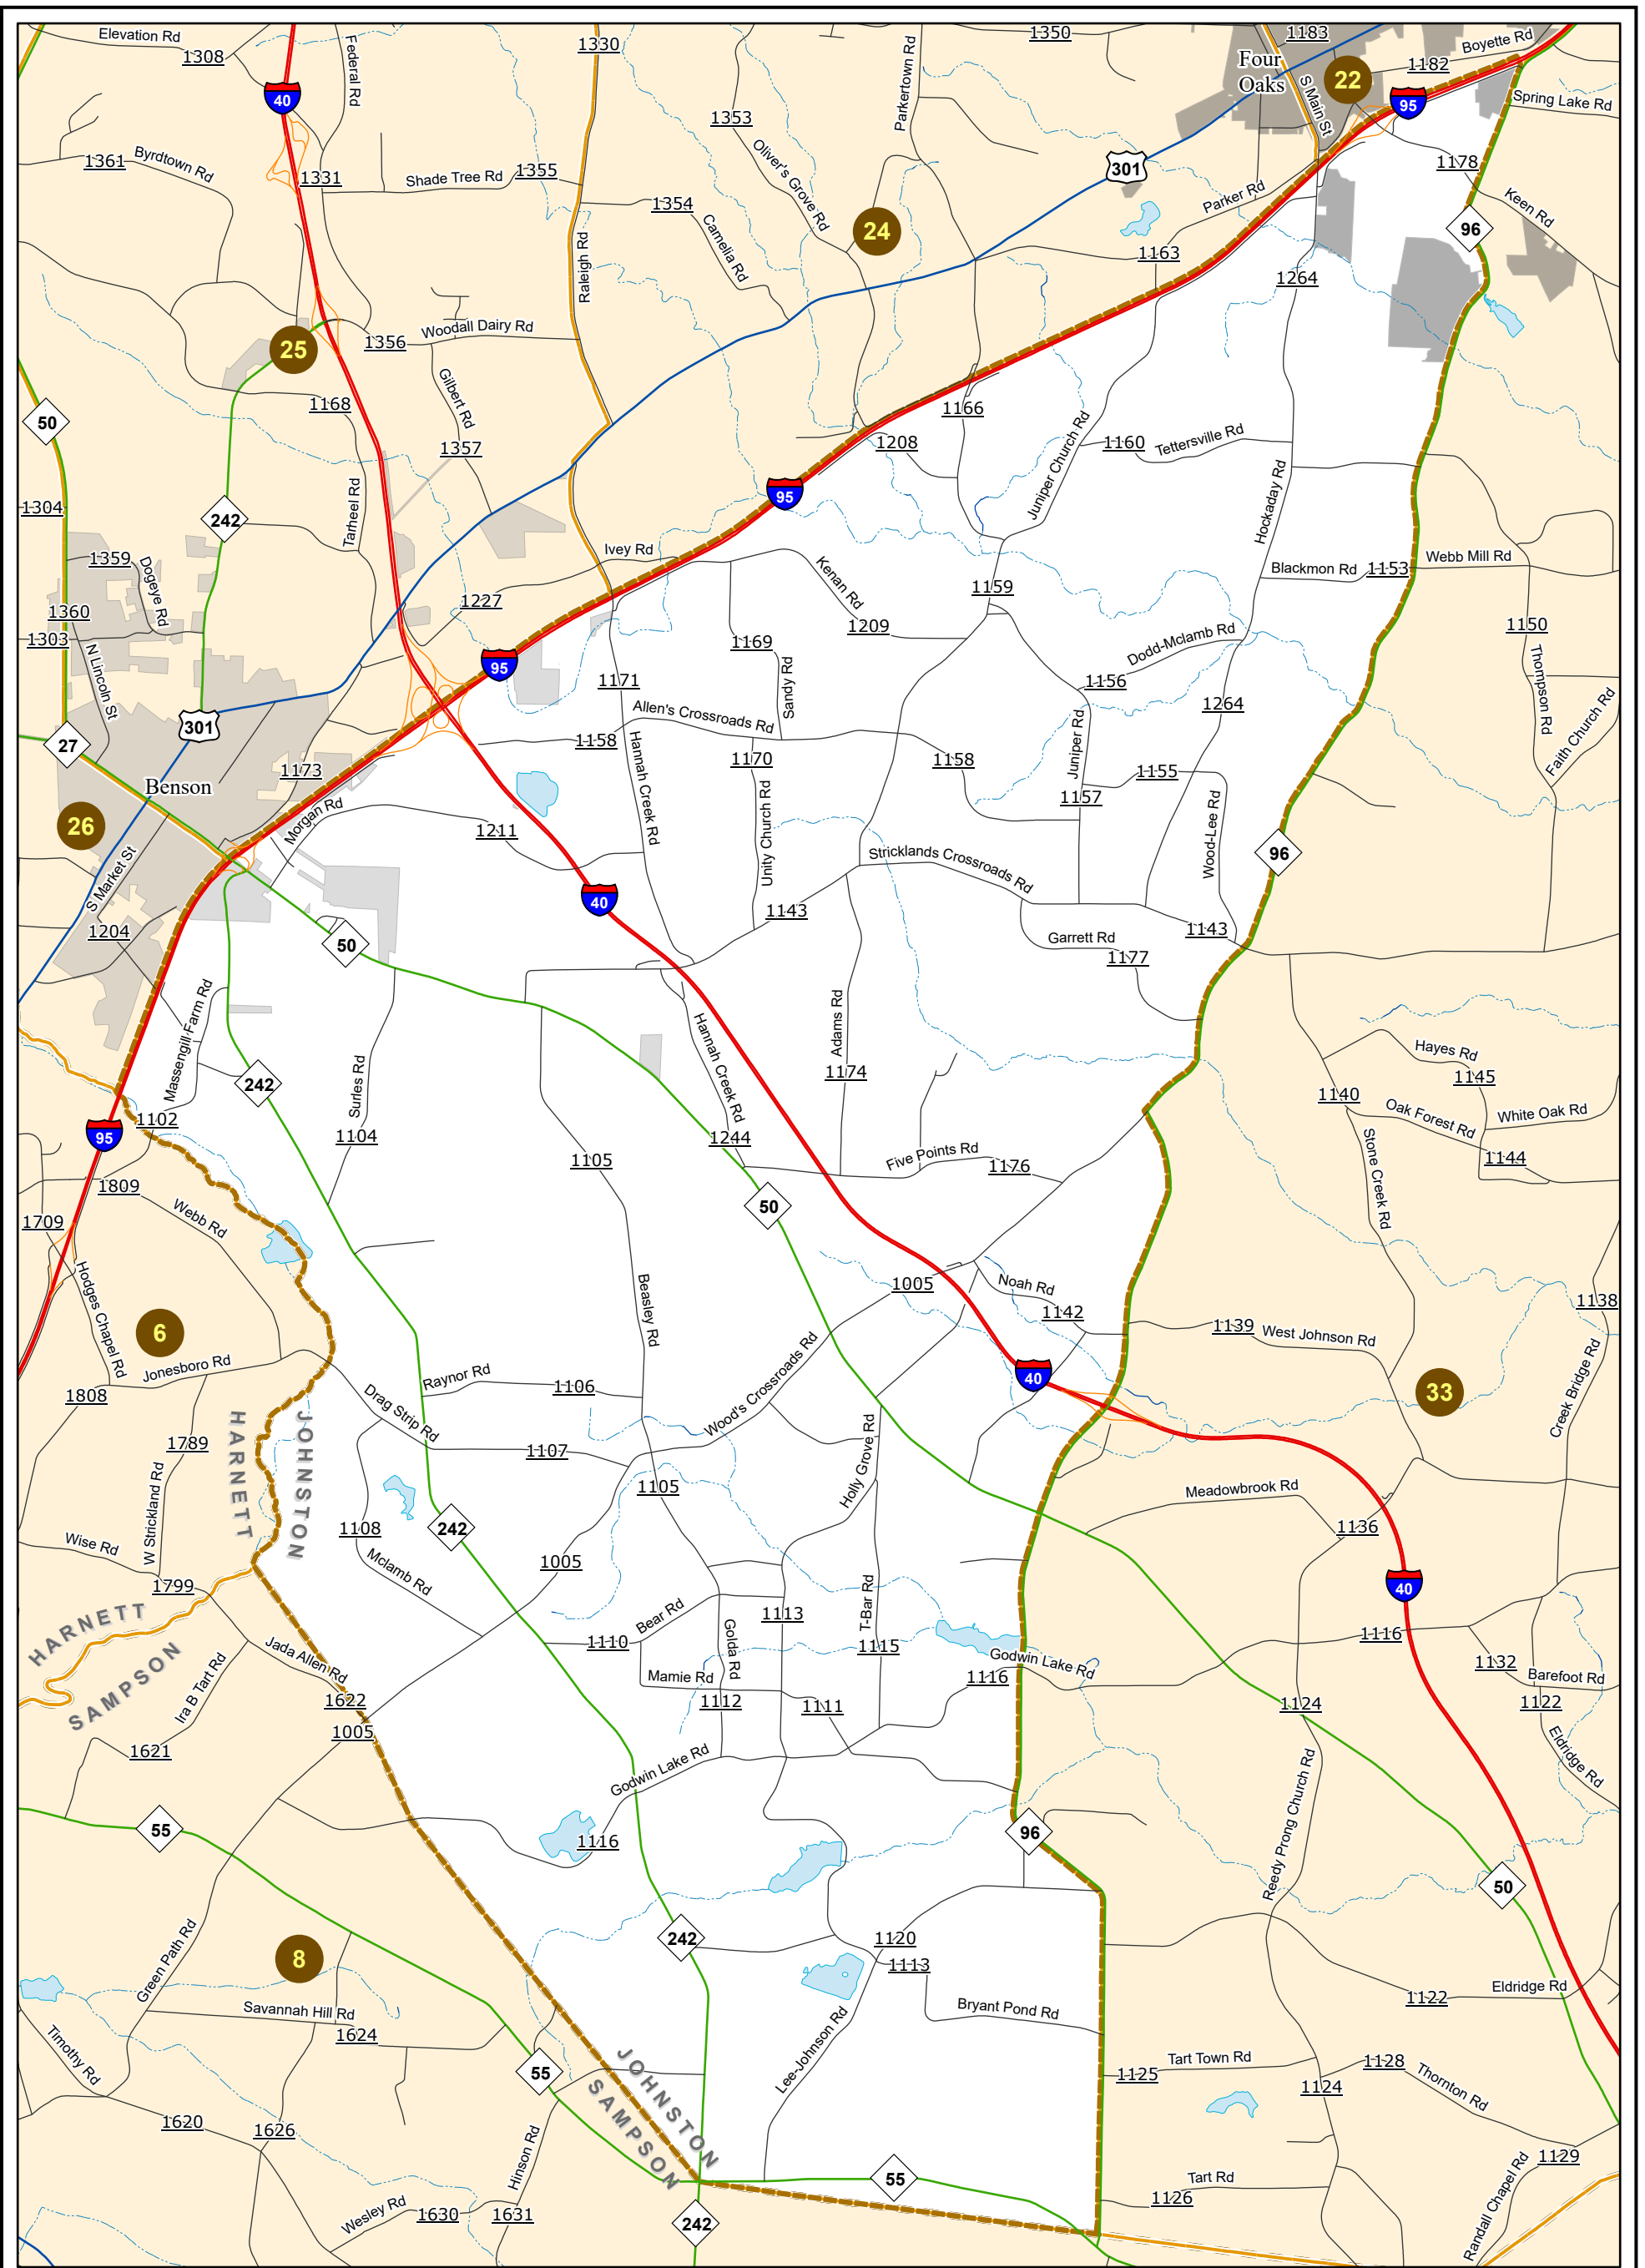 Elevation Rd
1308
Federal Rd
1330
1350
1183
Boyette Rd
1182
Four
Oaks
22
S Main St
40
95
Spring Lake Rd
1353
Parkertown Rd
1361
Byrdtown Rd
1331
Shade Tree Rd
1355
Oliver's Grove Rd
301
1178
1354
Camelia Rd
24
Parker Rd
Keen Rd
96
Raleigh Rd
1163
1264
25
1356
Woodall Dairy Rd
Gilbert Rd
50
1168
1166
1357
1208
Juniper Church Rd
1160
Tettersville Rd
1304
242
Tarheel Rd
95
Hockaday Rd
1359
Dogeye Rd
Ivey Rd
Kenan Rd
1159
Blackmon Rd
1153
Webb Mill Rd
1360
1227
1209
1303
N Lincoln St
95
1169
Dodd-Mclamb Rd
1150
Thompson Rd
1171
Sandy Rd
1156
1264
301
Allen's Crossroads Rd
27
1158
1170
1158
Juniper Rd
Faith Church Rd
Hannah Creek Rd
1173
1155
Benson
1157
26
Morgan Rd
1211
Unity Church Rd
Wood-Lee Rd
96
Stricklands Crossroads Rd
S Market St
40
1143
1204
50
Garrett Rd
1143
1177
Massengill Farm Rd
Adams Rd
Hannah Creek Rd
Hayes Rd
242
Surles Rd
1174
1145
1140
Oak Forest Rd
White Oak Rd
1102
95
1104
1244
1105
Five Points Rd
1176
1144
Stone Creek Rd
1809
Webb Rd
1709
50
Hodges Chapel Rd
1005
Noah Rd
1142
1138
6
Beasley Rd
1139
West Johnson Rd
Jonesboro Rd
1808
Raynor Rd
1106
Wood's Crossroads Rd
40
33
Creek Bridge Rd
Drag Strip Rd
HARNETT
JOHNSTON
1789
1107
W Strickland Rd
1105
Holly Grove Rd
Meadowbrook Rd
1108
242
1136
Wise Rd
Mclamb Rd
1005
1799
40
HARNETT
SAMPSON
Bear Rd
1113
T-Bar Rd
1110
Golda Rd
1115
1116
Jada Allen Rd
Ira B Tart Rd
Mamie Rd
Godwin Lake Rd
1116
1132
Barefoot Rd
1622
1112
1111
1124
1122
1005
1621
Godwin Lake Rd
Eldridge Rd
Reedy Prong Church Rd
55
1116
96
50
Green Path Rd
8
242
1120
1113
Savannah Hill Rd
Bryant Pond Rd
1122
Eldridge Rd
1624
Timothy Rd
Lee-Johnson Rd
55
JOHNSTON
SAMPSON
1125
Tart Town Rd
1128
Thornton Rd
1124
1620
1626
Hinson Rd
55
1129
Tart Rd
Wesley Rd
1630
1631
242
1126
Randall Chapel Rd